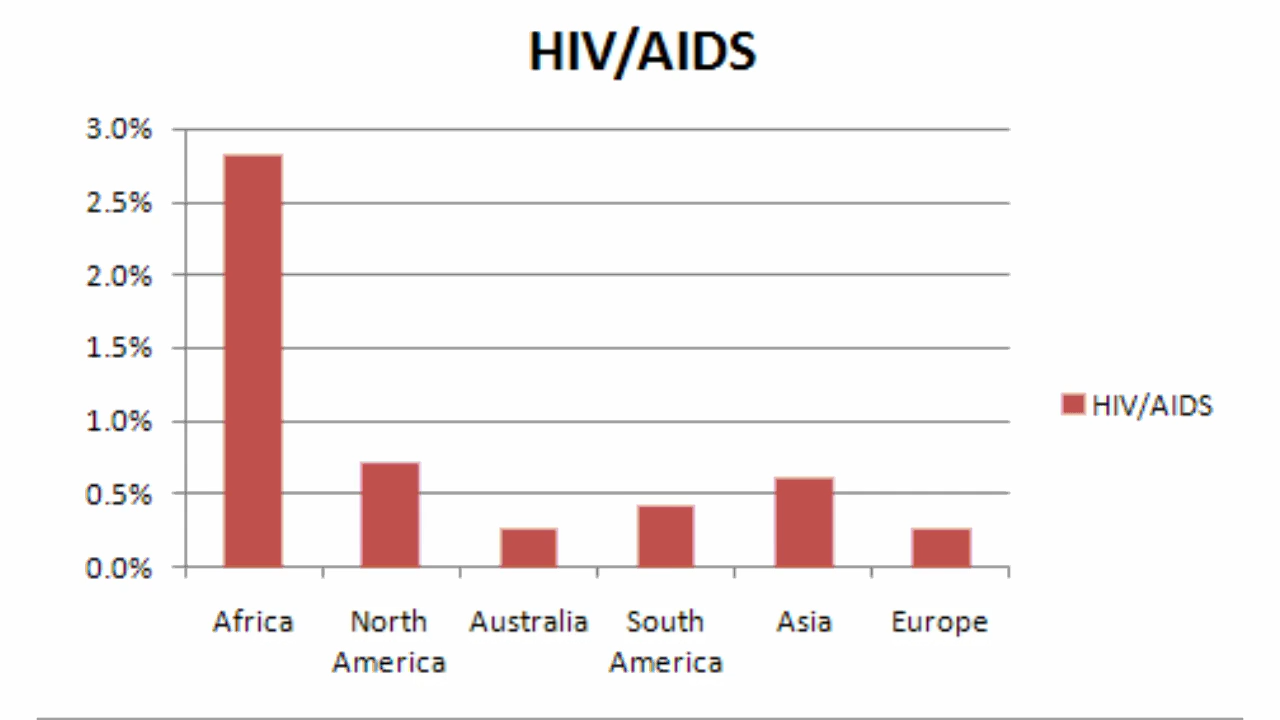 HIV/AIDS
3.0%
2.5%
2.0%
1.5%
1.0%
0.5%
0.0%
HIV/AIDS
Africa North Australia South Asia Europe
America America